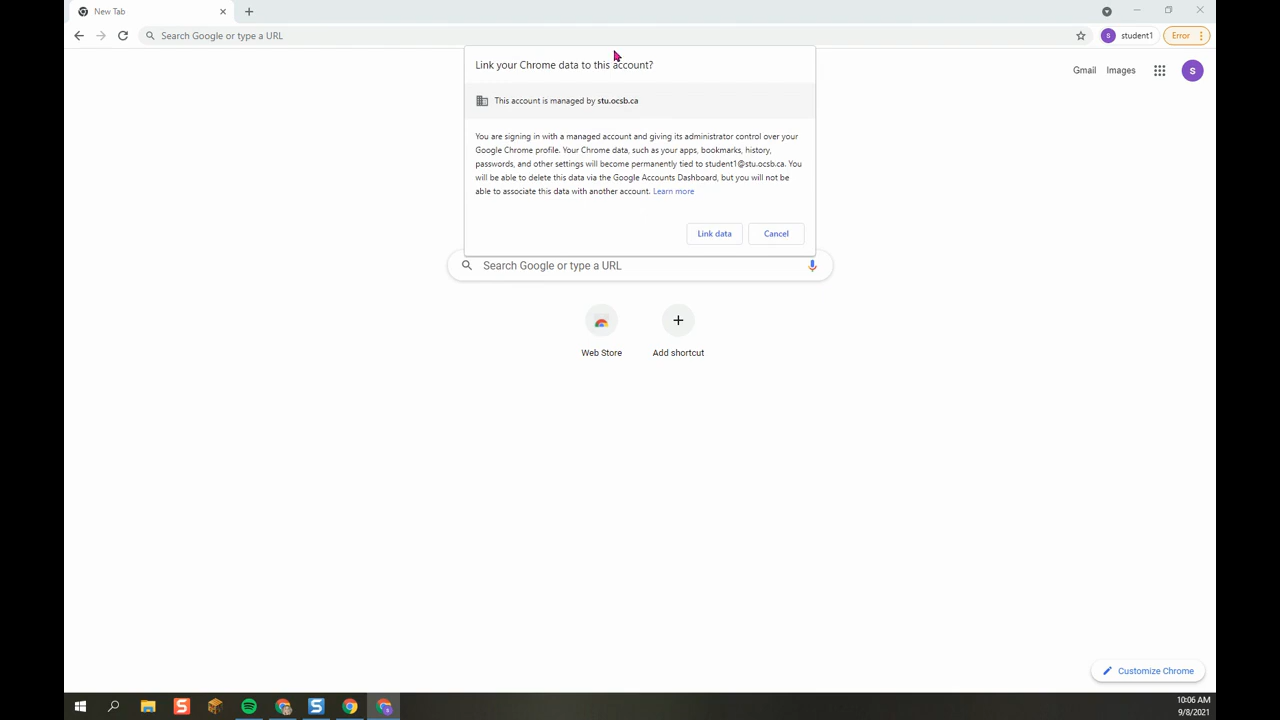 New Tab
Search Google or type a URL
student1
Error
Link your Chrome data to this account?
Gmail
Images
S
This account is managed by stu.ocsb.ca
You are signing in with a managed account and giving its administrator control over your
Google Chrome profile. Your Chrome data, such as your apps, bookmarks, history,
passwords, and other settings will become permanently tied to student1@stu.ocsb.ca. You
will be able to delete this data via the Google Accounts Dashboard, but you will not be
able to associate this data with another account. Learn more
Link data
Cancel
Search Google or type a URL
Web Store
Add shortcut
Customize Chrome
10:06 AM
9/8/2021